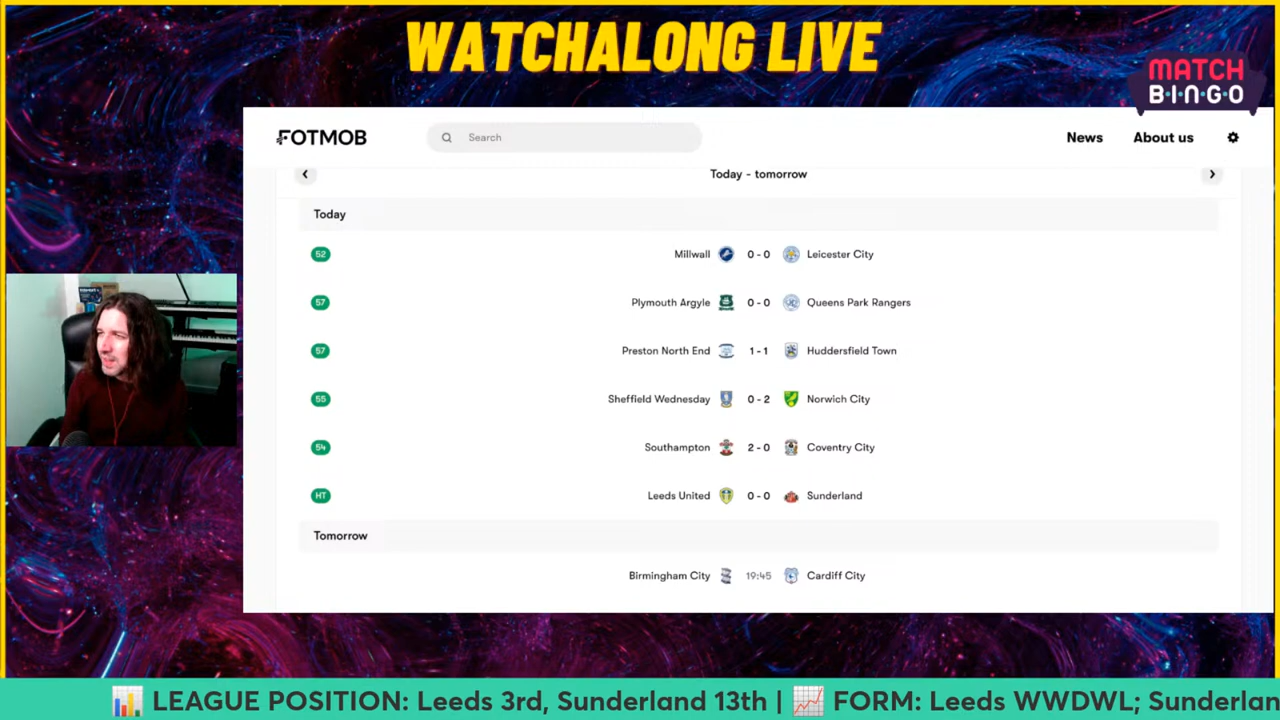 WATCHALONG LIVE
MATCH
B·I·N·G·O
FOTMOB
Search
News
About us
Today - tomorrow
Today
52 Millwall 0 - 0 Leicester City
57 Plymouth Argyle 0 - 0 Queens Park Rangers
57 Preston North End 1 - 1 Huddersfield Town
55 Sheffield Wednesday 0 - 2 Norwich City
54 Southampton 2 - 0 Coventry City
HT Leeds United 0 - 0 Sunderland
Tomorrow
Birmingham City 19:45 Cardiff City
LEAGUE POSITION: Leeds 3rd, Sunderland 13th | FORM: Leeds WWDWL; Sunderlan